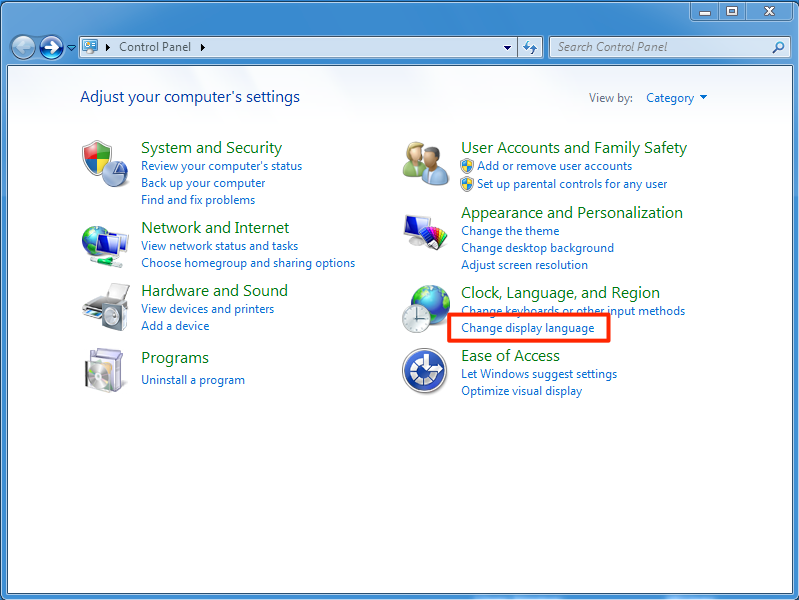 Control Panel
Search Control Panel
Adjust your computer's settings
View by: Category
System and Security
Review your computer's status
Back up your computer
Find and fix problems
Network and Internet
View network status and tasks
Choose homegroup and sharing options
Hardware and Sound
View devices and printers
Add a device
Programs
Uninstall a program
User Accounts and Family Safety
Add or remove user accounts
Set up parental controls for any user
Appearance and Personalization
Change the theme
Change desktop background
Adjust screen resolution
Clock, Language, and Region
Change keyboards or other input methods
Change display language
Ease of Access
Let Windows suggest settings
Optimize visual display